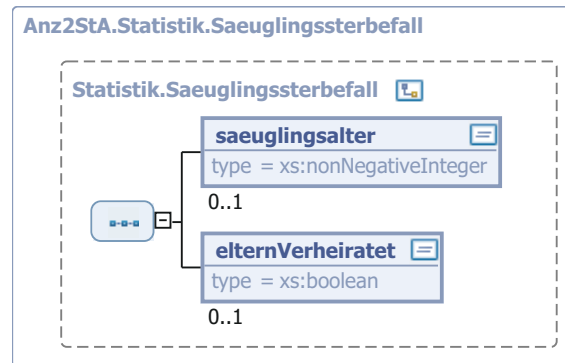 Anz2StA.Statistik.Saeuglingssterbefall
Statistik.Saeuglingssterbefall
saeuglingsalter
type = xs:nonNegativeInteger
0..1
elternVerheiratet
type = xs:boolean
0..1